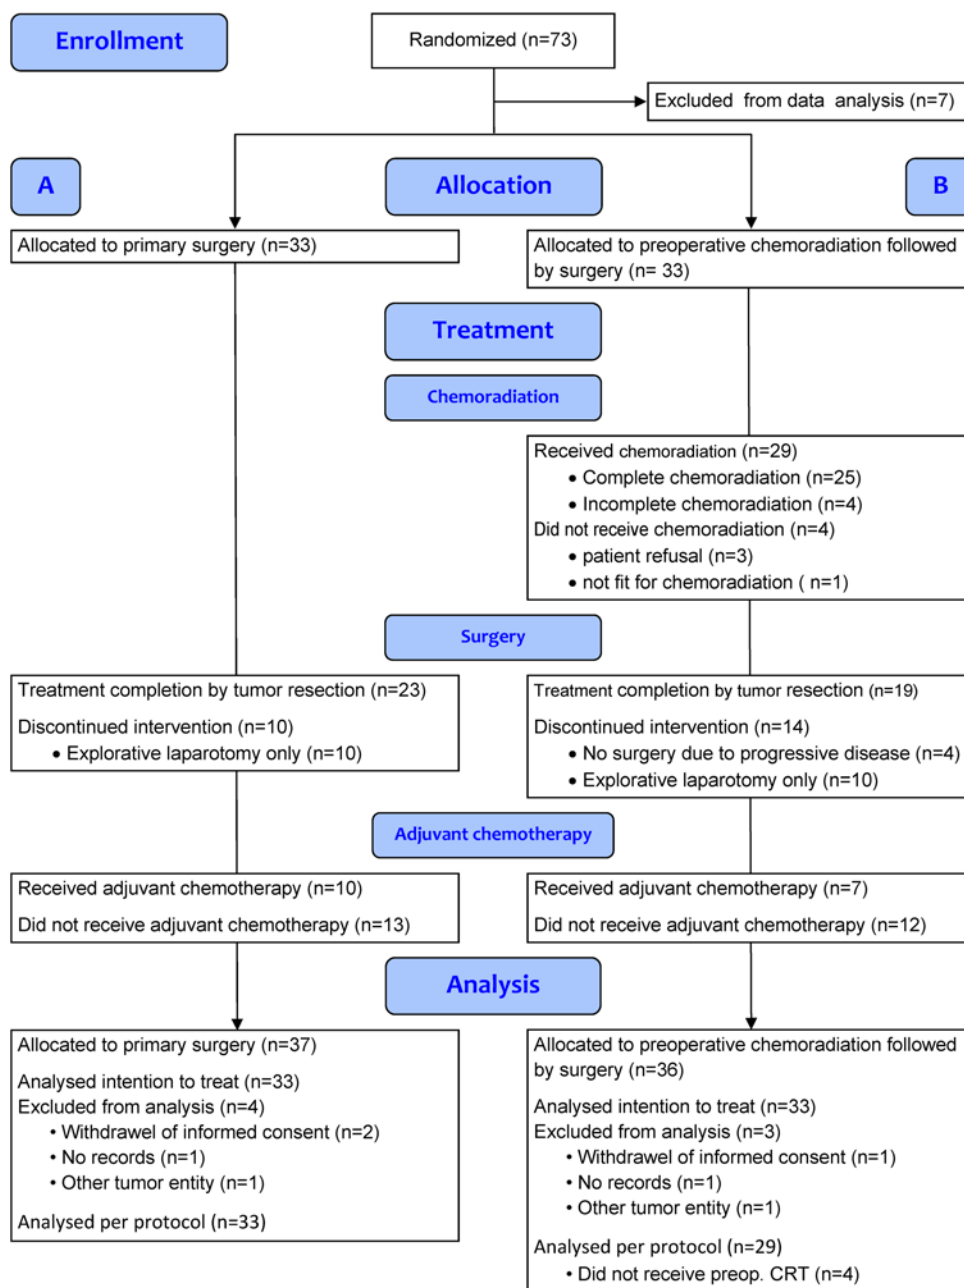 Enrollment
Randomized (n=73)
Excluded from data analysis (n=7)
A
Allocation
B
Allocated to primary surgery (n=33)
Allocated to preoperative chemoradiation followed
by surgery (n= 33)
Treatment
Chemoradiation
Received chemoradiation (n=29)
• Complete chemoradiation (n=25)
• Incomplete chemoradiation (n=4)
Did not receive chemoradiation (n=4)
• patient refusal (n=3)
• not fit for chemoradiation ( n=1)
Surgery
Treatment completion by tumor resection (n=23)
Discontinued intervention (n=10)
• Explorative laparotomy only (n=10)
Treatment completion by tumor resection (n=19)
Discontinued intervention (n=14)
• No surgery due to progressive disease (n=4)
• Explorative laparotomy only (n=10)
Adjuvant chemotherapy
Received adjuvant chemotherapy (n=10)
Did not receive adjuvant chemotherapy (n=13)
Received adjuvant chemotherapy (n=7)
Did not receive adjuvant chemotherapy (n=12)
Analysis
Allocated to primary surgery (n=37)
Analysed intention to treat (n=33)
Excluded from analysis (n=4)
• Withdrawel of informed consent (n=2)
• No records (n=1)
• Other tumor entity (n=1)
Analysed per protocol (n=33)
Allocated to preoperative chemoradiation followed
by surgery (n=36)
Analysed intention to treat (n=33)
Excluded from analysis (n=3)
• Withdrawel of informed consent (n=1)
• No records (n=1)
• Other tumor entity (n=1)
Analysed per protocol (n=29)
• Did not receive preop. CRT (n=4)